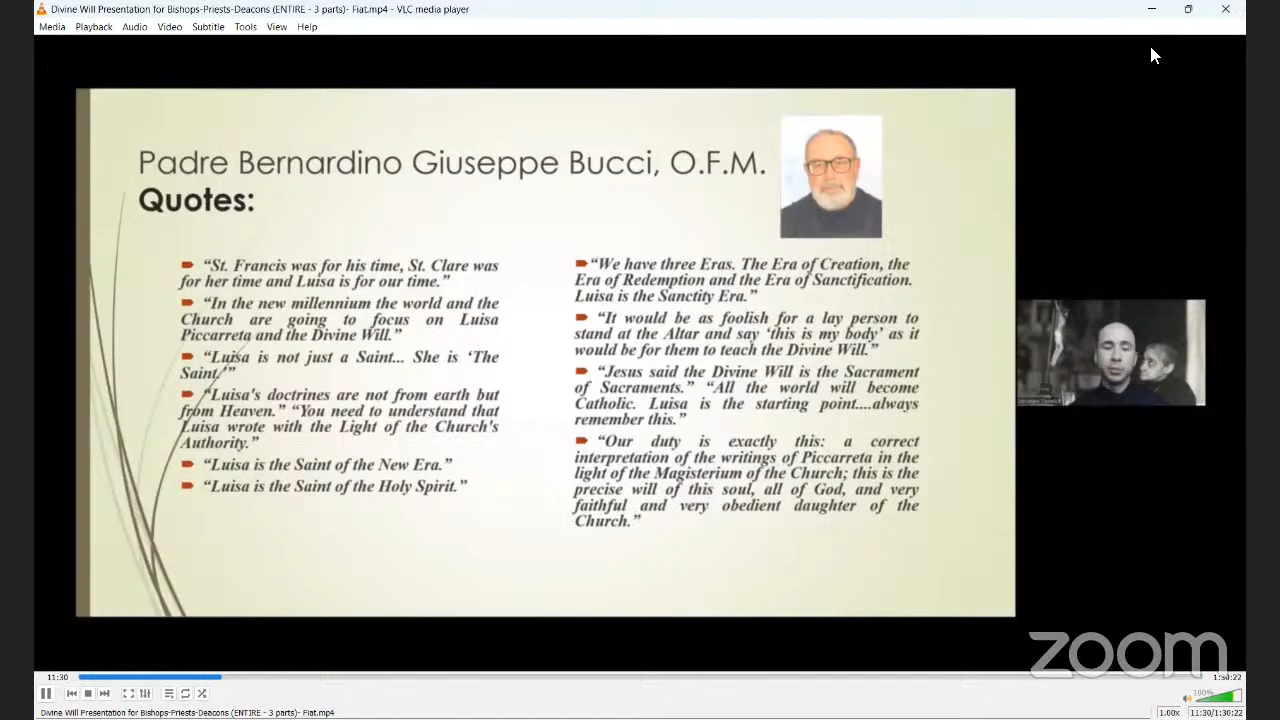 Divine Will Presentation for Bishops-Priests-Deacons (ENTIRE - 3 parts)- Fiat.mp4 - VLC media player
Media Playback Audio Video Subtitle Tools View Help
Padre Bernardino Giuseppe Bucci, O.F.M.
Quotes:
“St. Francis was for his time, St. Clare was
for her time and Luisa is for our time.”
“In the new millennium the world and the
Church are going to focus on Luisa
Piccarreta and the Divine Will.”
“Luisa is not just a Saint... She is ‘The
Saint.’”
“Luisa's doctrines are not from earth but
from Heaven.” “You need to understand that
Luisa wrote with the Light of the Church's
Authority.”
“Luisa is the Saint of the New Era.”
“Luisa is the Saint of the Holy Spirit.”
“We have three Eras. The Era of Creation, the
Era of Redemption and the Era of Sanctification.
Luisa is the Sanctity Era.”
“It would be as foolish for a lay person to
stand at the Altar and say ‘this is my body’ as it
would be for them to teach the Divine Will.”
“Jesus said the Divine Will is the Sacrament
of Sacraments.” “All the world will become
Catholic. Luisa is the starting point....always
remember this.”
“Our duty is exactly this: a correct
interpretation of the writings of Piccarreta in the
light of the Magisterium of the Church; this is the
precise will of this soul, all of God, and very
faithful and very obedient daughter of the
Church.”
zoom
11:30
1:30:22
100%
Divine Will Presentation for Bishops-Priests-Deacons (ENTIRE - 3 parts)- Fiat.mp4
1.00x
11:30/1:30:22